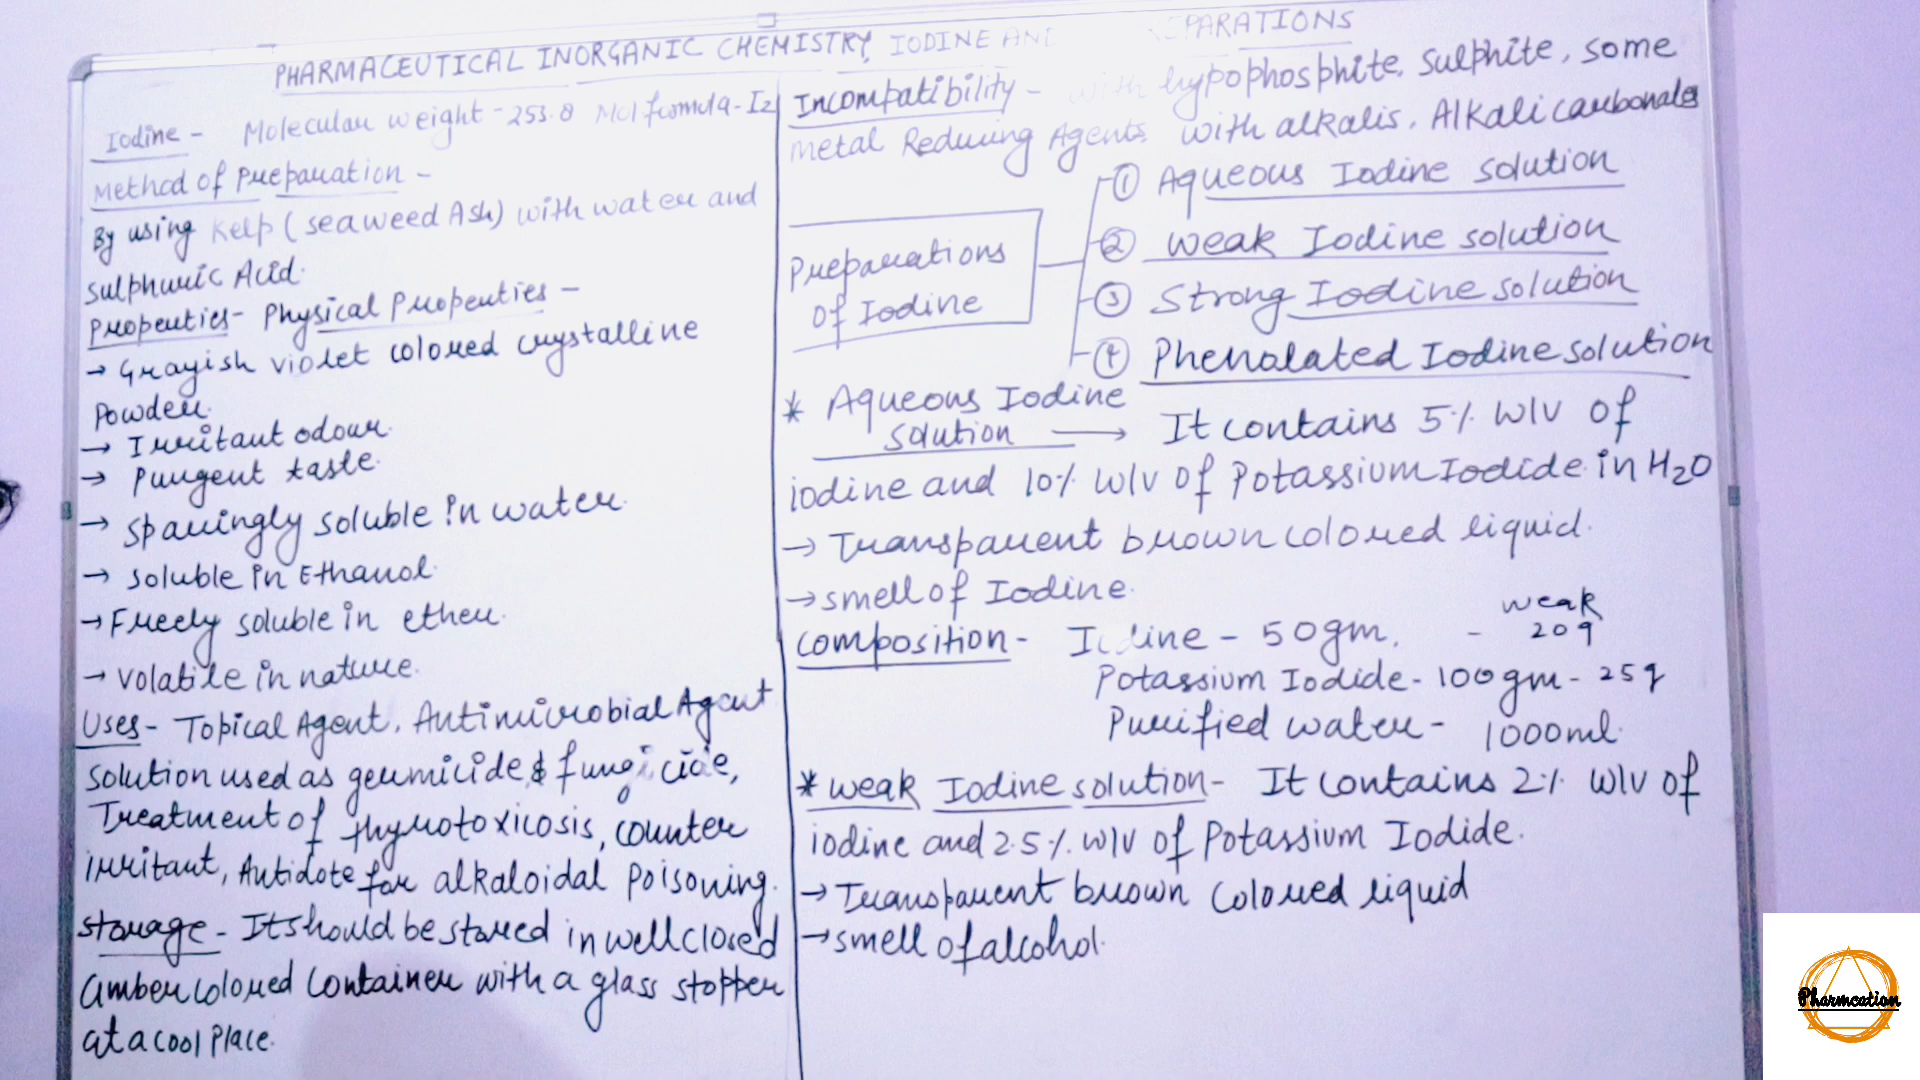 PHARMACEUTICAL INORGANIC CHEMISTRY, IODINE AND PARATIONS
Iodine - Molecular weight - 253.8 Mol formula - I2
Method of Preparation -
By using Kelp (seaweed Ash) with water and
Sulphuric Acid.
Properties - Physical Properties -
→ Grayish violet colored crystalline
Powder.
→ Irritant odour.
→ Pungent taste.
→ Sparingly soluble in water.
→ Soluble in Ethanol.
→ Freely soluble in ether.
→ Volatile in nature.
Uses - Topical Agent, Antimicrobial Agent
Solution used as germicide & fungicide,
Treatment of thyrotoxicosis, counter
irritant, Antidote for alkaloidal poisoning.
Storage - It should be stored in well closed
amber colored container with a glass stopper
at a cool place.
Incompatibility - with hypophosphite, sulphite, some
metal Reducing Agents, with alkalis, Alkali carbonates
Preparations
of Iodine
① Aqueous Iodine solution
② weak Iodine solution
③ Strong Iodine solution
④ Phenolated Iodine solution
* Aqueous Iodine
solution → It contains 5% w/v of
iodine and 10% w/v of Potassium Iodide in H2O
→ Transparent brown colored liquid.
→ smell of Iodine.
weak
composition - Iodine - 50gm. - 20g
Potassium Iodide - 100gm - 25g
Purified water - 1000ml.
* weak Iodine solution - It contains 2% w/v of
iodine and 2.5% w/v of Potassium Iodide.
→ Transparent brown colored liquid
→ smell of alcohol.
Pharmcation